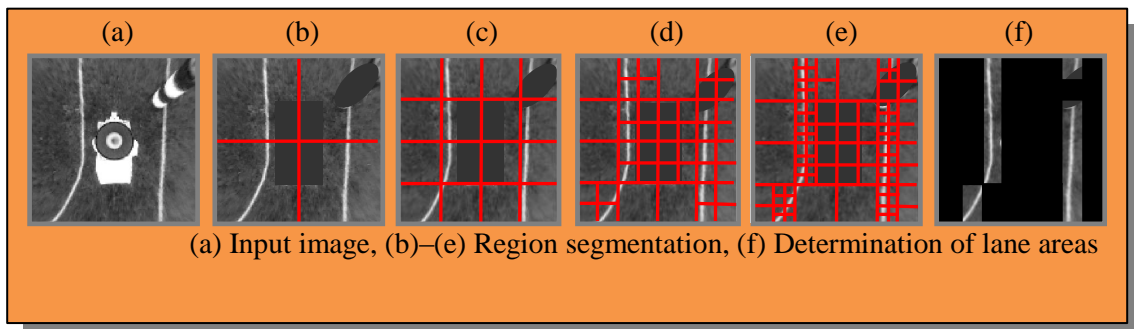 (a) (b) (c) (d) (e) (f)
(a) Input image, (b)–(e) Region segmentation, (f) Determination of lane areas